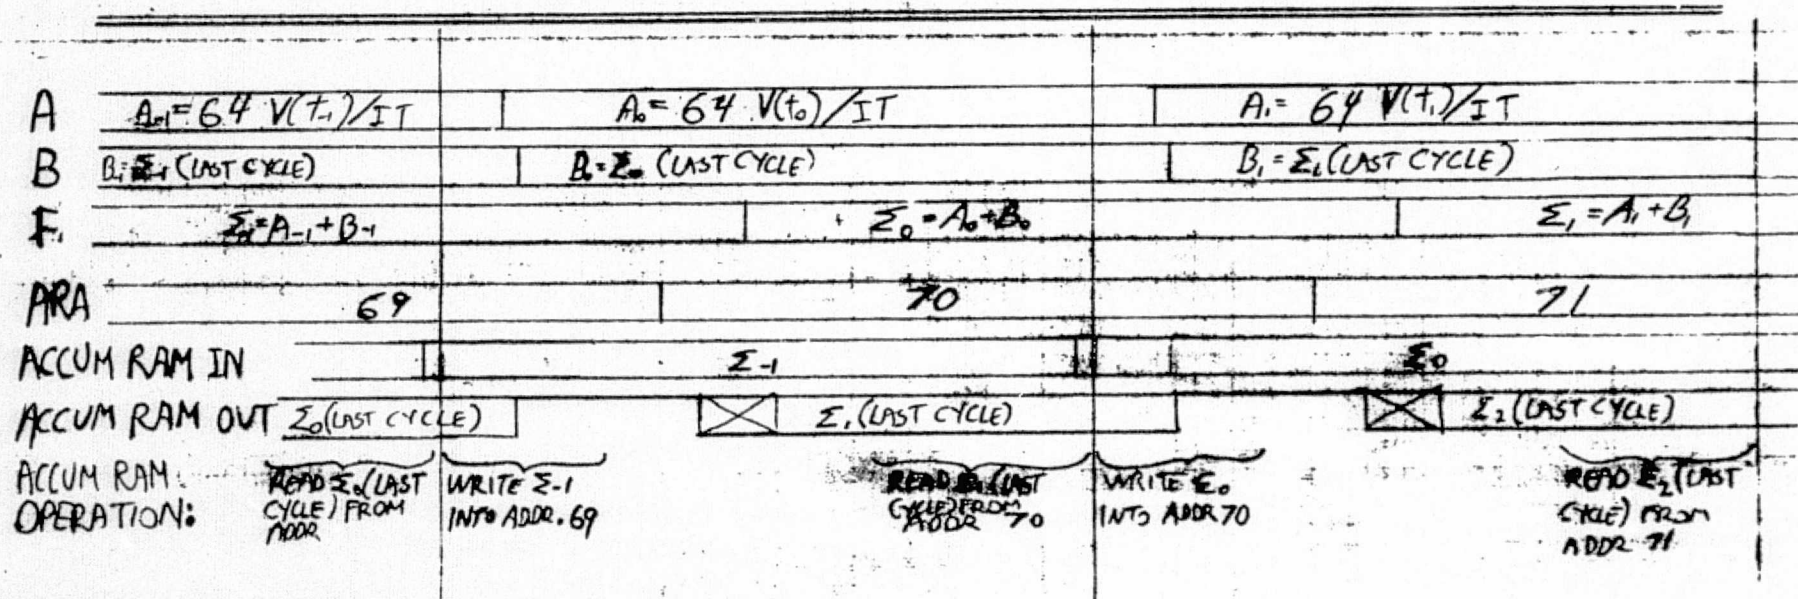 A A-1=64 V(t-1)/IT A0=64 V(t0)/IT A1=64 V(t1)/IT
B B-1=Σ-1(LAST CYCLE) B0=Σ0 (LAST CYCLE) B1=Σ1(LAST CYCLE)
F. Σ-1=A-1+B-1 Σ0=A0+B0 Σ1=A1+B1
ARA 69 70 71
ACCUM RAM IN Σ-1 Σ0
ACCUM RAM OUT Σ0(LAST CYCLE) Σ1(LAST CYCLE) Σ2(LAST CYCLE)
ACCUM RAM OPERATION:
READ Σ0(LAST
CYCLE) FROM
ADDR
WRITE Σ-1
INTO ADDR.69
READ Σ1(LAST
CYCLE) FROM
ADDR 70
WRITE Σ0
INTO ADDR 70
READ Σ2(LAST
CYCLE) FROM
ADDR 71